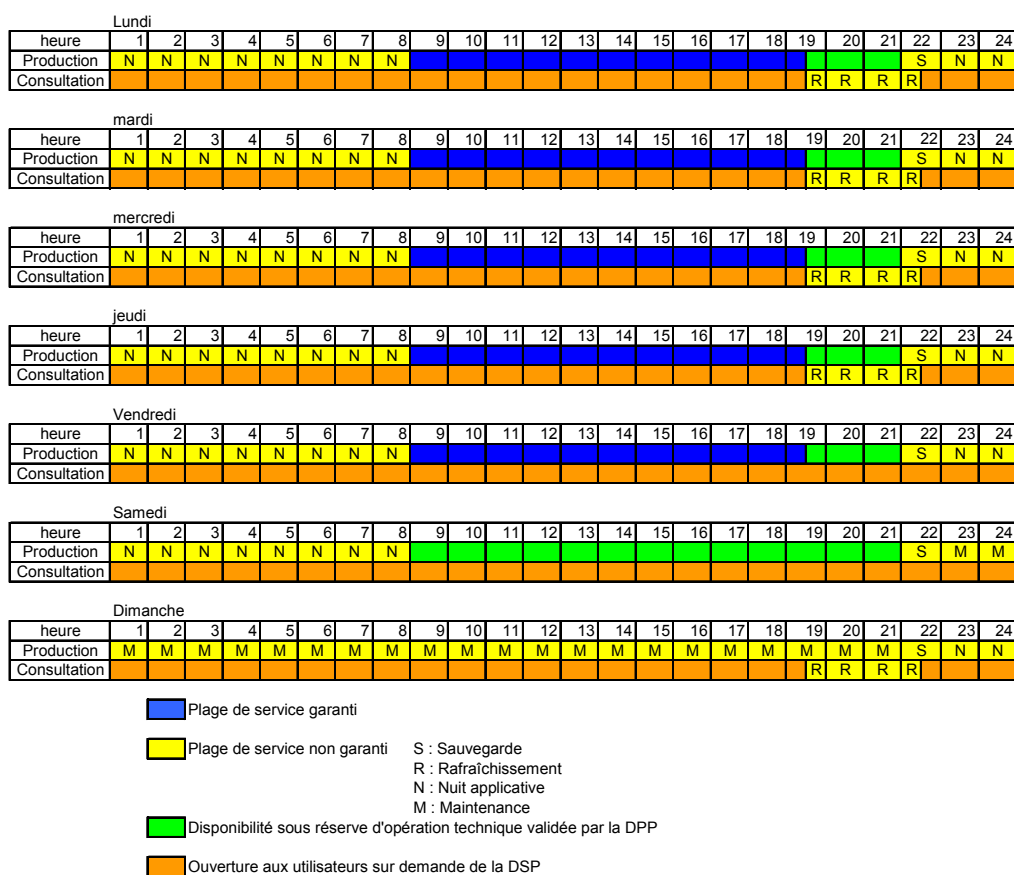 Lundi
heure 1 2 3 4 5 6 7 8 9 10 11 12 13 14 15 16 17 18 19 20 21 22 23 24
Production N N N N N N N N S N N
Consultation R R R R
mardi
heure 1 2 3 4 5 6 7 8 9 10 11 12 13 14 15 16 17 18 19 20 21 22 23 24
Production N N N N N N N N S N N
Consultation R R R R
mercredi
heure 1 2 3 4 5 6 7 8 9 10 11 12 13 14 15 16 17 18 19 20 21 22 23 24
Production N N N N N N N N S N N
Consultation R R R R
jeudi
heure 1 2 3 4 5 6 7 8 9 10 11 12 13 14 15 16 17 18 19 20 21 22 23 24
Production N N N N N N N N S N N
Consultation R R R R
Vendredi
heure 1 2 3 4 5 6 7 8 9 10 11 12 13 14 15 16 17 18 19 20 21 22 23 24
Production N N N N N N N N S N N
Consultation
Samedi
heure 1 2 3 4 5 6 7 8 9 10 11 12 13 14 15 16 17 18 19 20 21 22 23 24
Production N N N N N N N N S M M
Consultation
Dimanche
heure 1 2 3 4 5 6 7 8 9 10 11 12 13 14 15 16 17 18 19 20 21 22 23 24
Production M M M M M M M M M M M M M M M M M M M M M S N N
Consultation R R R R
Plage de service garanti
Plage de service non garanti S : Sauvegarde
R : Rafraîchissement
N : Nuit applicative
M : Maintenance
Disponibilité sous réserve d'opération technique validée par la DPP
Ouverture aux utilisateurs sur demande de la DSP